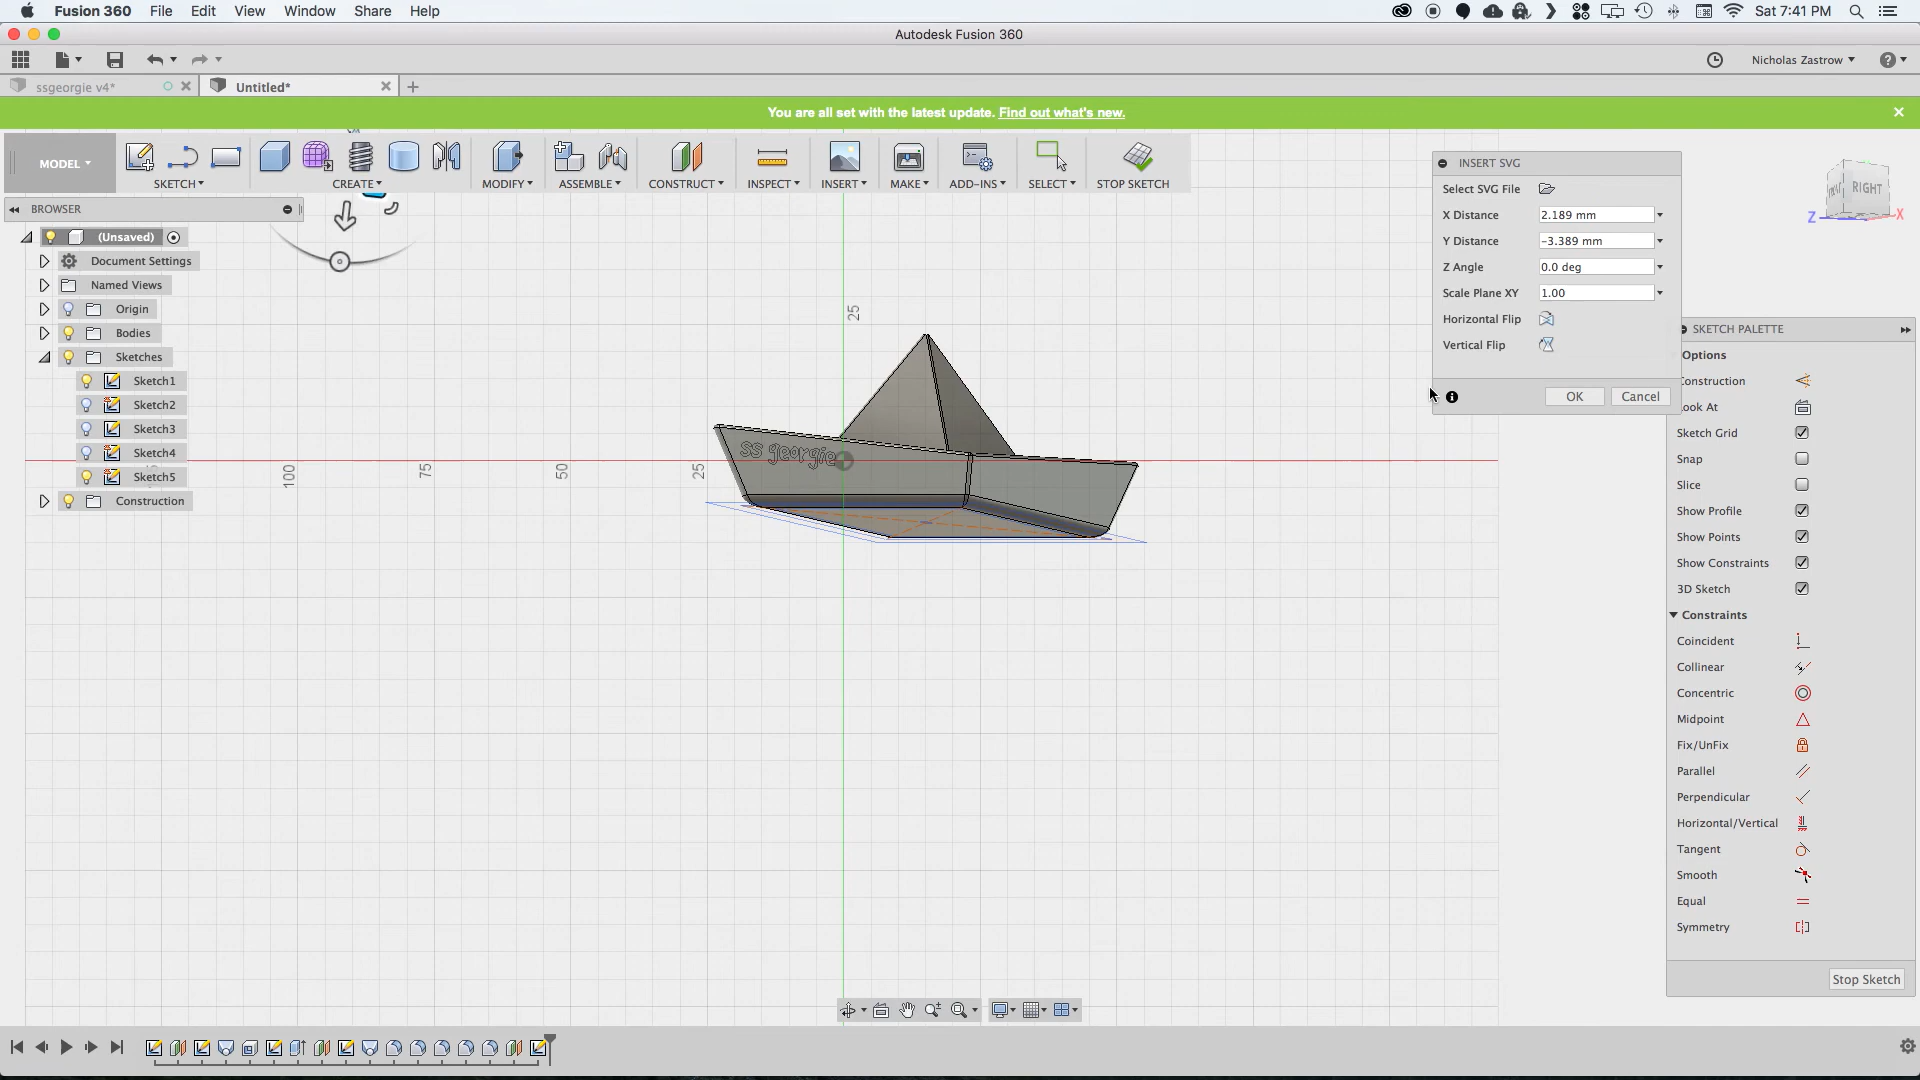 Fusion 360 File Edit View Window Share Help Sat 7:41 PM
Autodesk Fusion 360
Nicholas Zastrow
ssgeorgie v4* Untitled*
You are all set with the latest update. Find out what's new.
MODEL SKETCH CREATE MODIFY ASSEMBLE CONSTRUCT INSPECT INSERT MAKE ADD-INS SELECT STOP SKETCH
BROWSER
(Unsaved)
Document Settings
Named Views
Origin
Bodies
Sketches
Sketch1
Sketch2
Sketch3
Sketch4
Sketch5
Construction
25
100 75 50 25
SS georgie
INSERT SVG
Select SVG File
X Distance 2.189 mm
Y Distance -3.389 mm
Z Angle 0.0 deg
Scale Plane XY 1.00
Horizontal Flip
Vertical Flip
OK Cancel
RIGHT
Z X
SKETCH PALETTE
Options
Construction
Look At
Sketch Grid
Snap
Slice
Show Profile
Show Points
Show Constraints
3D Sketch
Constraints
Coincident
Collinear
Concentric
Midpoint
Fix/UnFix
Parallel
Perpendicular
Horizontal/Vertical
Tangent
Smooth
Equal
Symmetry
Stop Sketch